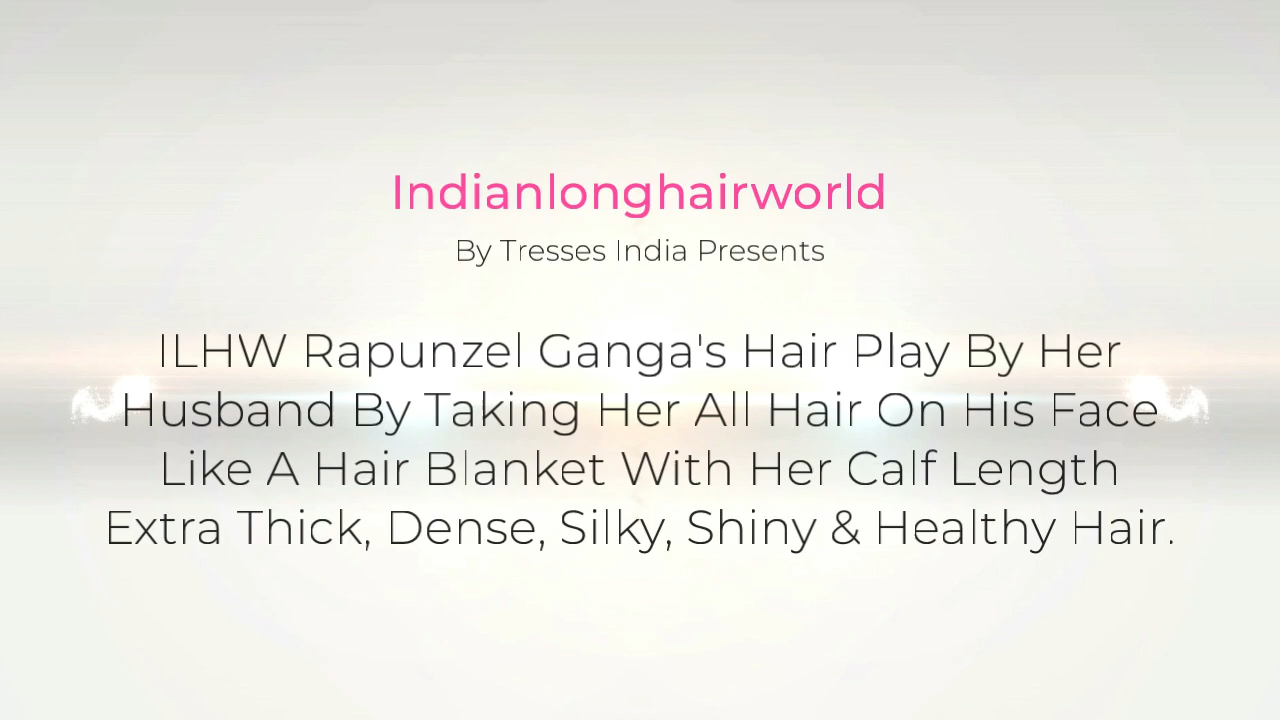 Indianlonghairworld
By Tresses India Presents
ILHW Rapunzel Ganga's Hair Play By Her
Husband By Taking Her All Hair On His Face
Like A Hair Blanket With Her Calf Length
Extra Thick, Dense, Silky, Shiny & Healthy Hair.